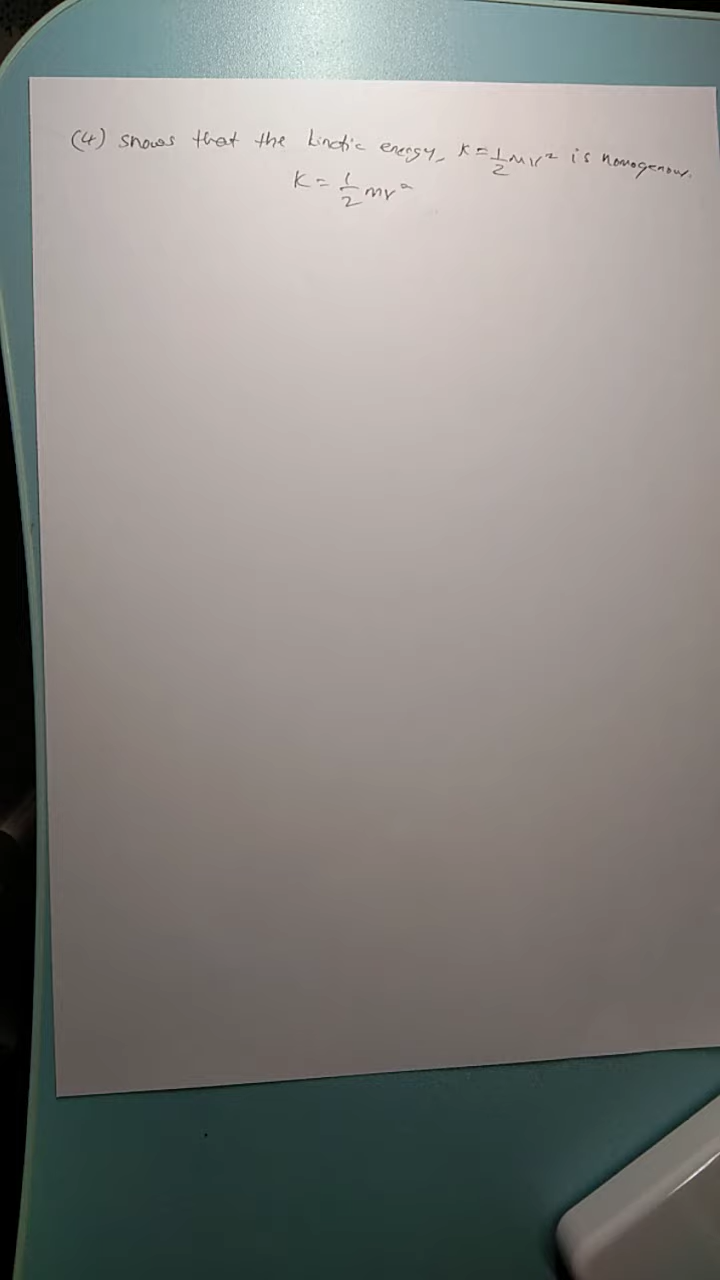 (4) shows that the kinetic energy, K = 1/2 mv² is homogenous.
K = 1/2 mv²